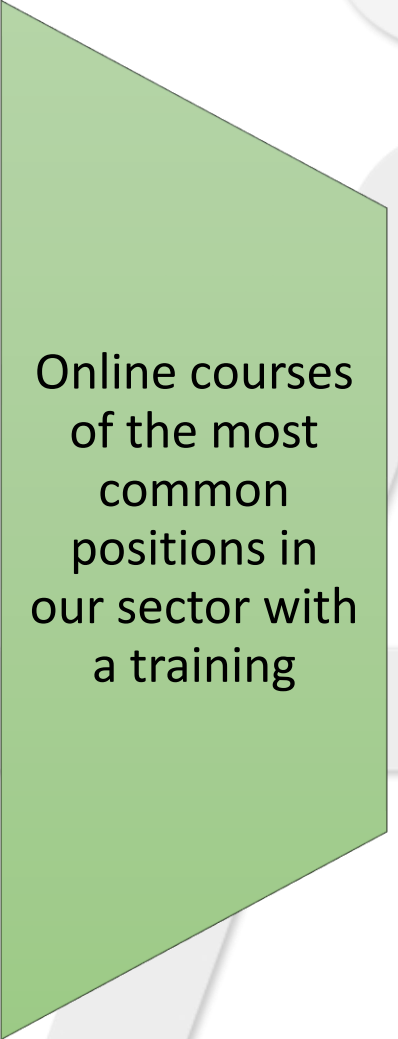 Online courses
of the most
common
positions in
our sector with
a training